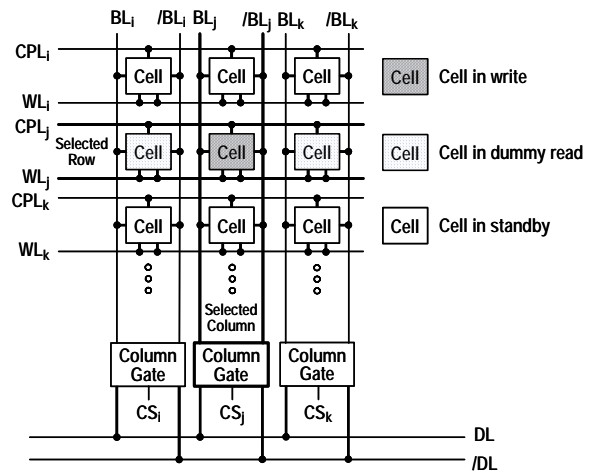 BLi /BLi BLj /BLj BLk /BLk
CPLi
Cell Cell Cell
Cell Cell in write
WLi
CPLj
Selected
Row
Cell Cell Cell
Cell Cell in dummy read
WLj
CPLk
Cell Cell Cell
Cell Cell in standby
WLk
Selected
Column
Column
Gate
Column
Gate
Column
Gate
CSi CSj CSk
DL
/DL